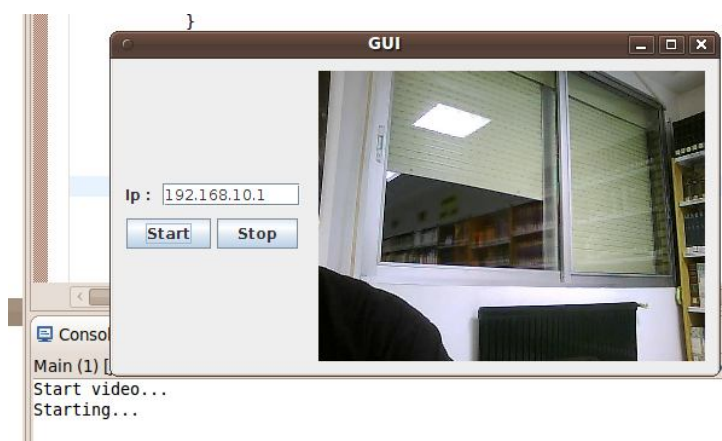 }
GUI
Ip : 192.168.10.1
Start Stop
Consol
Main (1) [
Start video...
Starting...